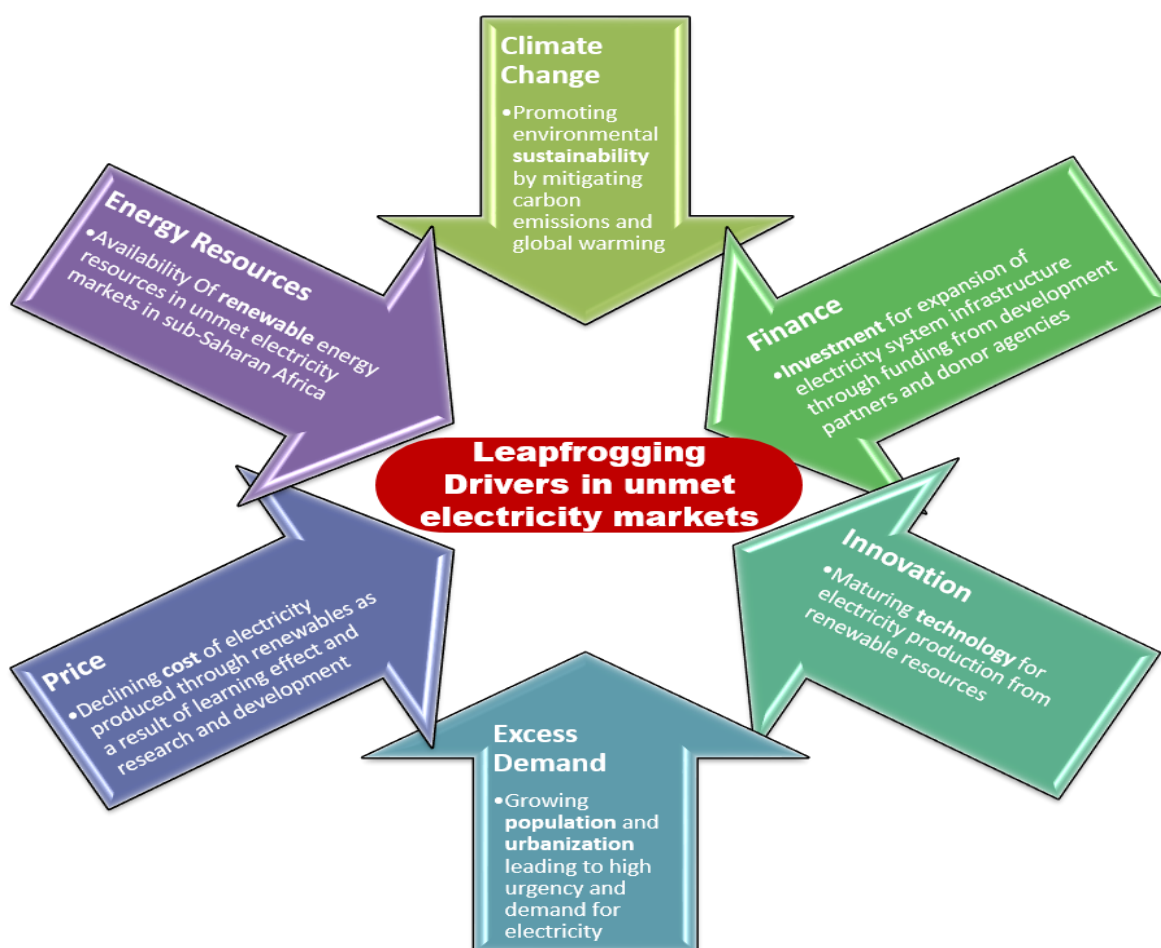 Climate
Change
•Promoting
environmental
sustainability
by mitigating
carbon
emissions and
global warming
Finance
•Investment for expansion of
electricity system infrastructure
through funding from development
partners and donor agencies
Innovation
•Maturing technology for
electricity production from
renewable resources
Excess
Demand
•Growing
population and
urbanization
leading to high
urgency and
demand for
electricity
Price
•Declining cost of electricity
produced through renewables as
a result of learning effect and
research and development
Energy Resources
•Availability Of renewable energy
resources in unmet electricity
markets in sub-Saharan Africa
Leapfrogging
Drivers in unmet
electricity markets